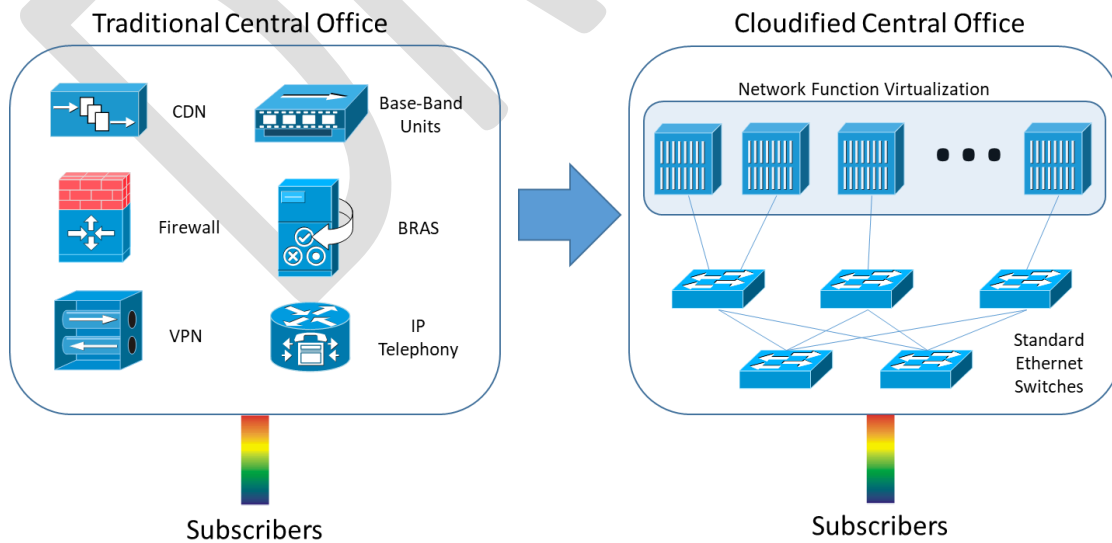 Traditional Central Office
CDN
Base-Band
Units
Firewall
BRAS
VPN
IP
Telephony
Subscribers
Cloudified Central Office
Network Function Virtualization
Standard
Ethernet
Switches
Subscribers